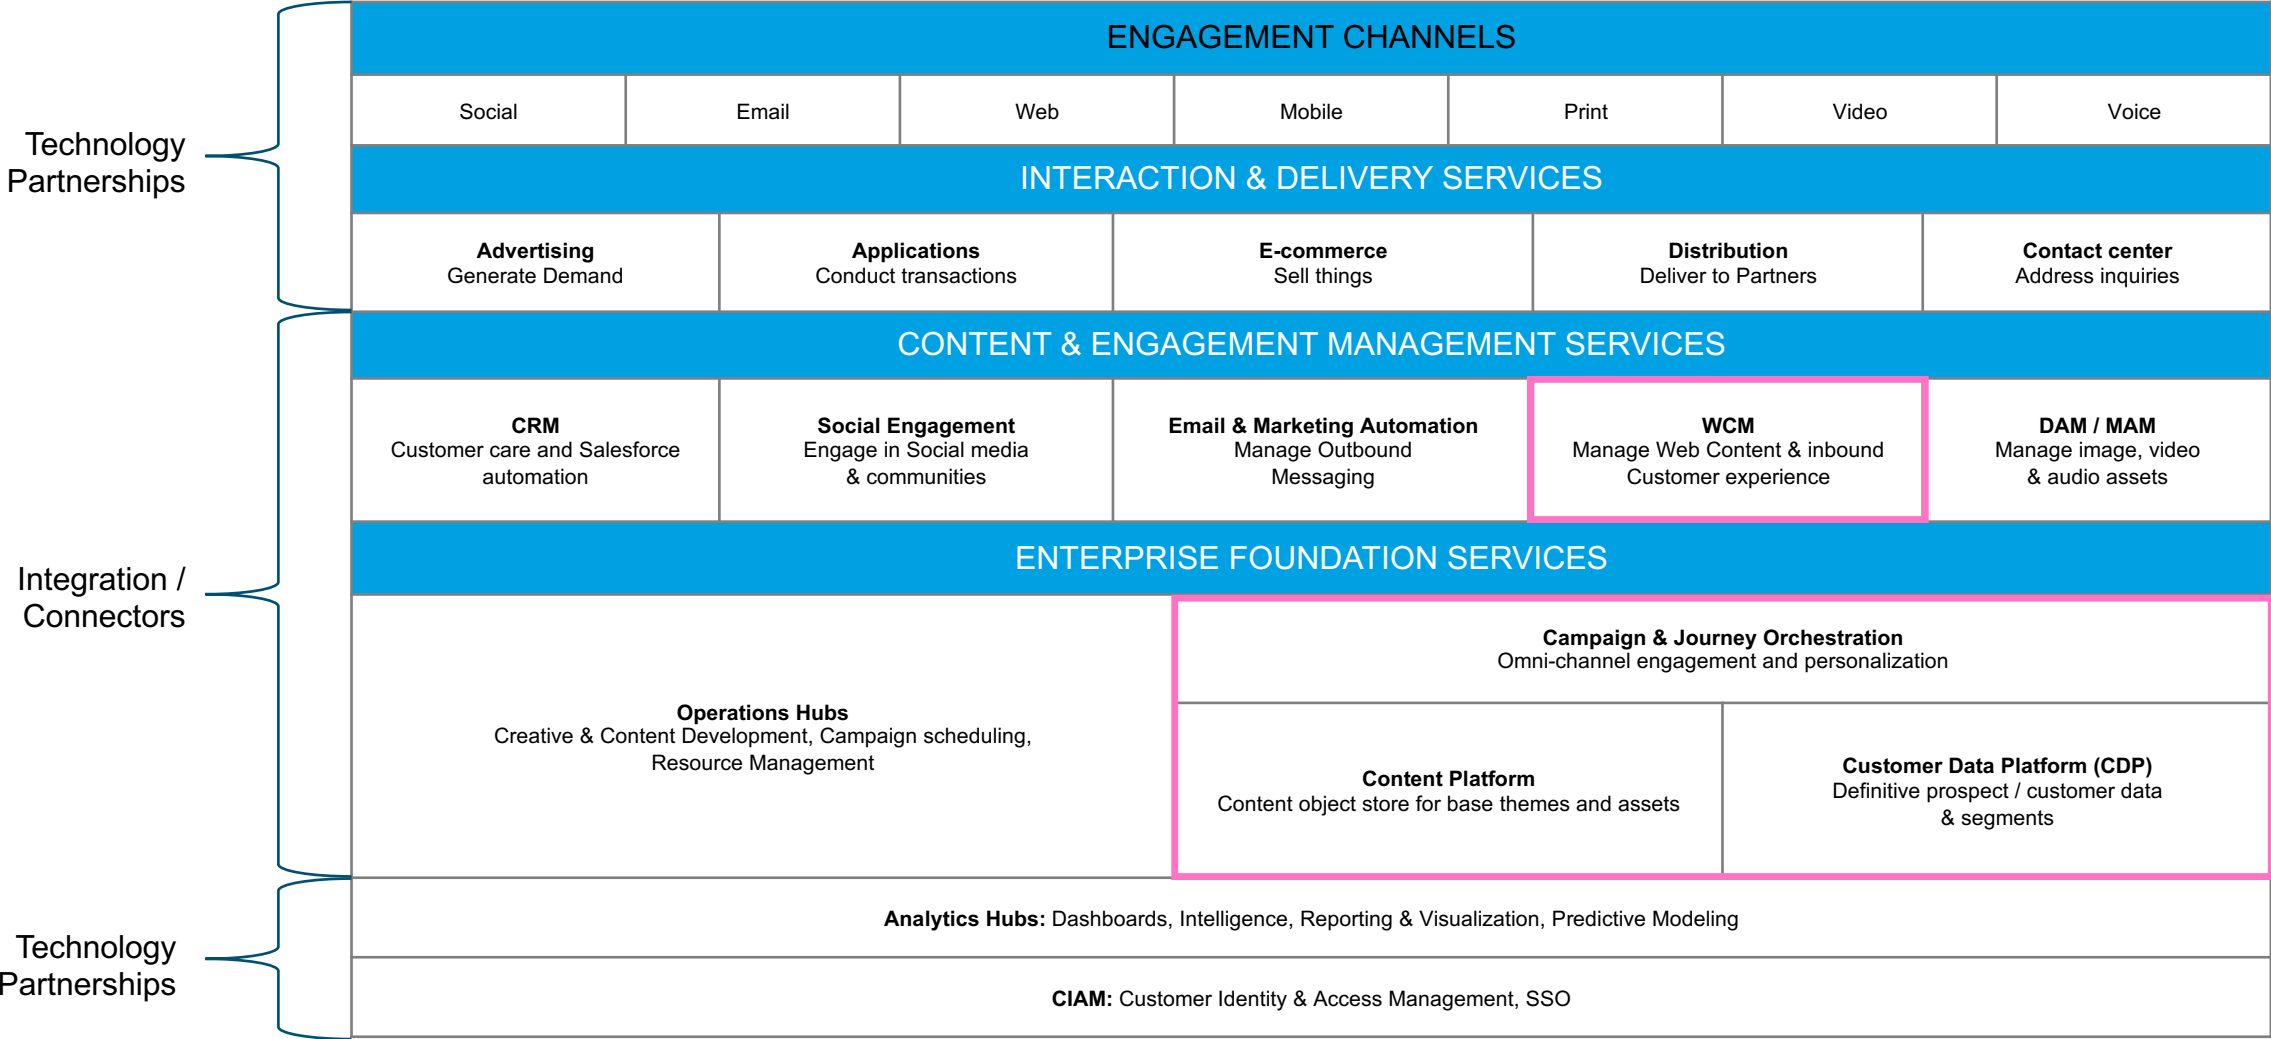 ENGAGEMENT CHANNELS
Social
Email
Web
Mobile
Print
Video
Voice
Technology
Partnerships
INTERACTION & DELIVERY SERVICES
Advertising
Generate Demand
Applications
Conduct transactions
E-commerce
Sell things
Distribution
Deliver to Partners
Contact center
Address inquiries
CONTENT & ENGAGEMENT MANAGEMENT SERVICES
CRM
Customer care and Salesforce
automation
Social Engagement
Engage in Social media
& communities
Email & Marketing Automation
Manage Outbound
Messaging
WCM
Manage Web Content & inbound
Customer experience
DAM / MAM
Manage image, video
& audio assets
Integration /
Connectors
ENTERPRISE FOUNDATION SERVICES
Operations Hubs
Creative & Content Development, Campaign scheduling,
Resource Management
Campaign & Journey Orchestration
Omni-channel engagement and personalization
Content Platform
Content object store for base themes and assets
Customer Data Platform (CDP)
Definitive prospect / customer data
& segments
Technology
Partnerships
Analytics Hubs: Dashboards, Intelligence, Reporting & Visualization, Predictive Modeling
CIAM: Customer Identity & Access Management, SSO